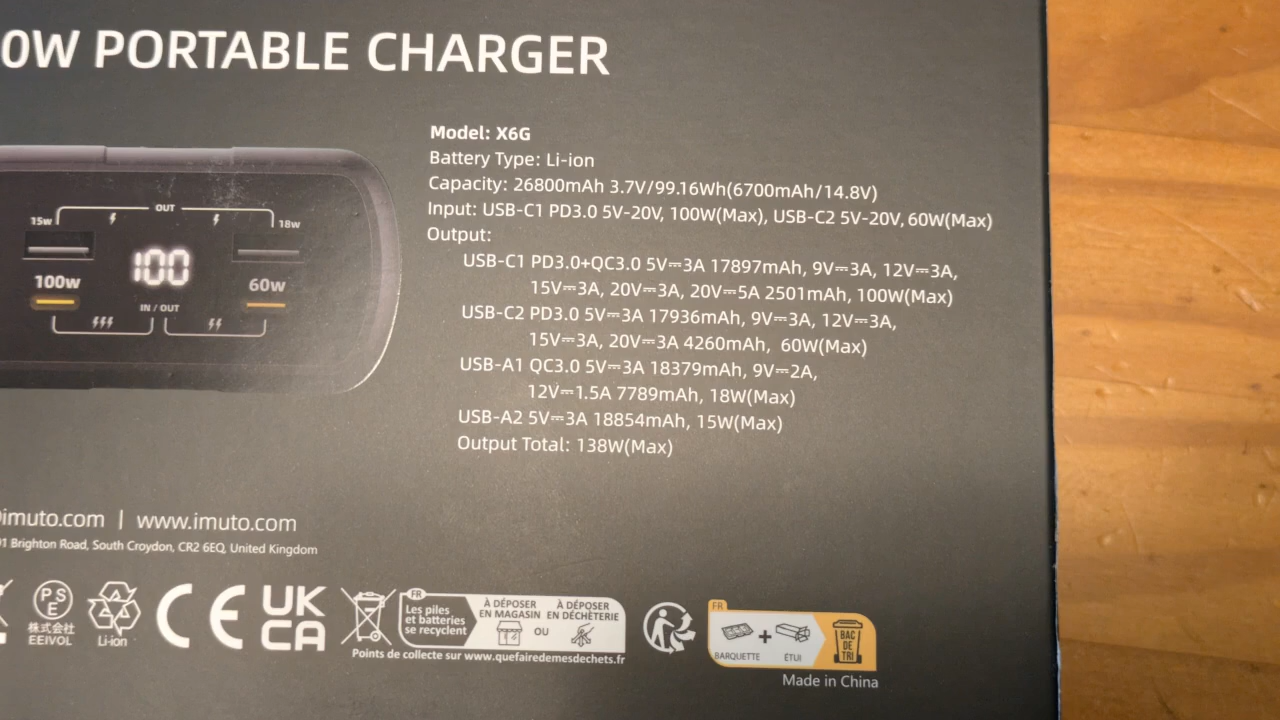 0W PORTABLE CHARGER
Model: X6G
Battery Type: Li-ion
Capacity: 26800mAh 3.7V/99.16Wh(6700mAh/14.8V)
Input: USB-C1 PD3.0 5V-20V, 100W(Max), USB-C2 5V-20V, 60W(Max)
Output:
USB-C1 PD3.0+QC3.0 5V⎓3A 17897mAh, 9V⎓3A, 12V⎓3A,
15V⎓3A, 20V⎓3A, 20V⎓5A 2501mAh, 100W(Max)
USB-C2 PD3.0 5V⎓3A 17936mAh, 9V⎓3A, 12V⎓3A,
15V⎓3A, 20V⎓3A 4260mAh, 60W(Max)
USB-A1 QC3.0 5V⎓3A 18379mAh, 9V⎓2A,
12V⎓1.5A 7789mAh, 18W(Max)
USB-A2 5V⎓3A 18854mAh, 15W(Max)
Output Total: 138W(Max)
OUT
15w 18w
100
100w 60w
IN / OUT
imuto.com | www.imuto.com
1 Brighton Road, South Croydon, CR2 6EQ, United Kingdom
PSE
株式会社
EEIVOL
Li-ion
CE
UK
CA
FR
Les piles
et batteries
se recyclent
À DÉPOSER
EN MAGASIN
OU
À DÉPOSER
EN DÉCHÈTERIE
Points de collecte sur www.quefairedemesdechets.fr
FR
BARQUETTE + ÉTUI
BAC
DE
TRI
Made in China